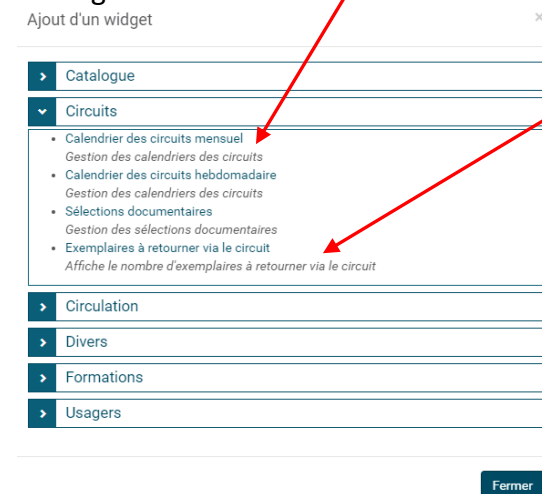 Ajout d'un widget
×
Catalogue
Circuits
• Calendrier des circuits mensuel
Gestion des calendriers des circuits
• Calendrier des circuits hebdomadaire
Gestion des calendriers des circuits
• Sélections documentaires
Gestion des sélections documentaires
• Exemplaires à retourner via le circuit
Affiche le nombre d'exemplaires à retourner via le circuit
Circulation
Divers
Formations
Usagers
Fermer